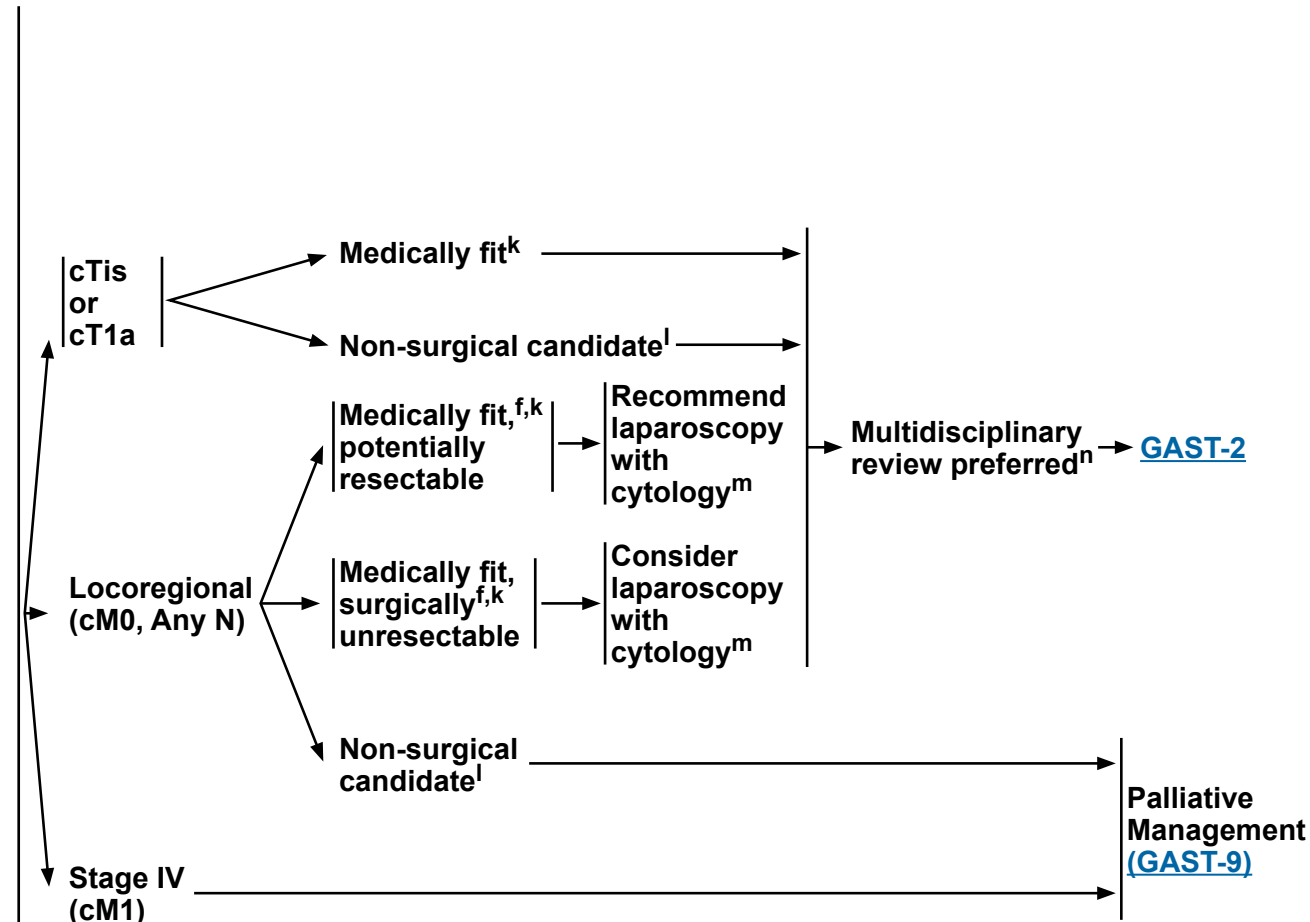 cTis
or
cT1a
Medically fitᵏ
Non-surgical candidateˡ
Medically fit,ᶠ,ᵏ
potentially
resectable
Recommend
laparoscopy
with
cytologyᵐ
Multidisciplinary
review preferredⁿ
GAST-2
Locoregional
(cM0, Any N)
Medically fit,
surgicallyᶠ,ᵏ
unresectable
Consider
laparoscopy
with
cytologyᵐ
Non-surgical
candidateˡ
Palliative
Management
(GAST-9)
Stage IV
(cM1)